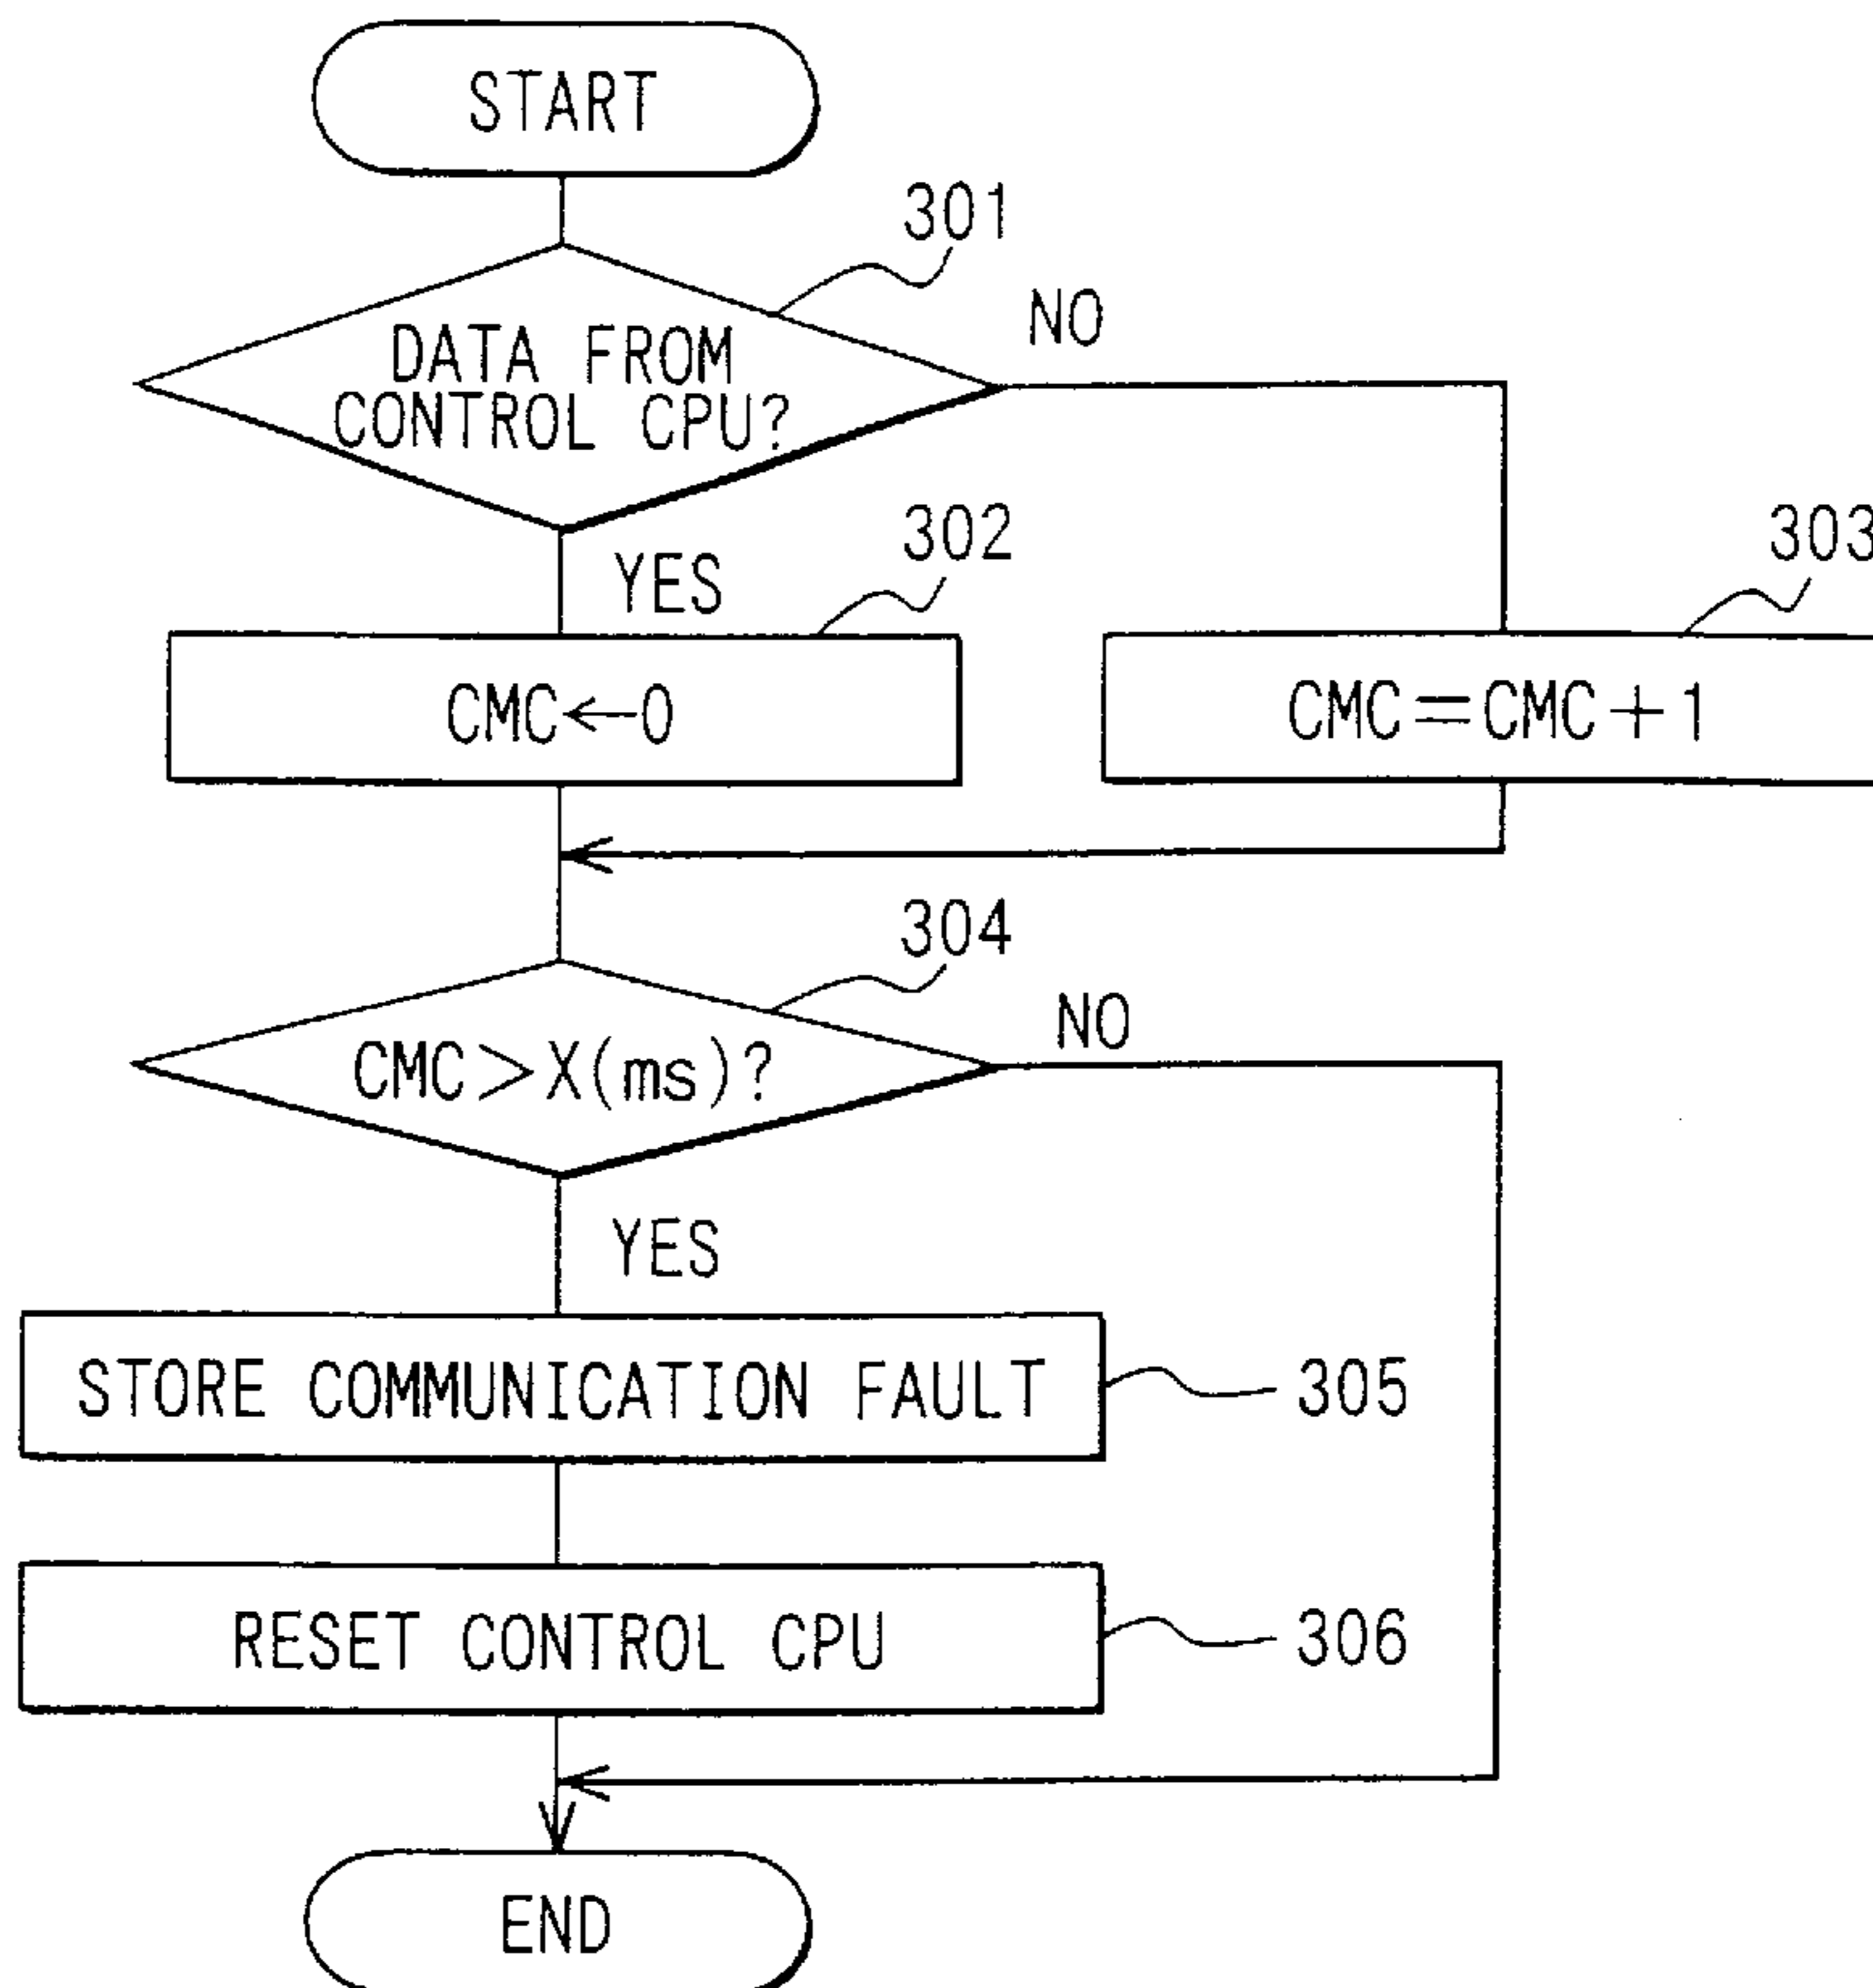 START
301
NO
DATA FROM
CONTROL CPU?
302
303
YES
CMC←0
CMC=CMC+1
304
NO
CMC>X(ms)?
YES
STORE COMMUNICATION FAULT
305
RESET CONTROL CPU
306
END